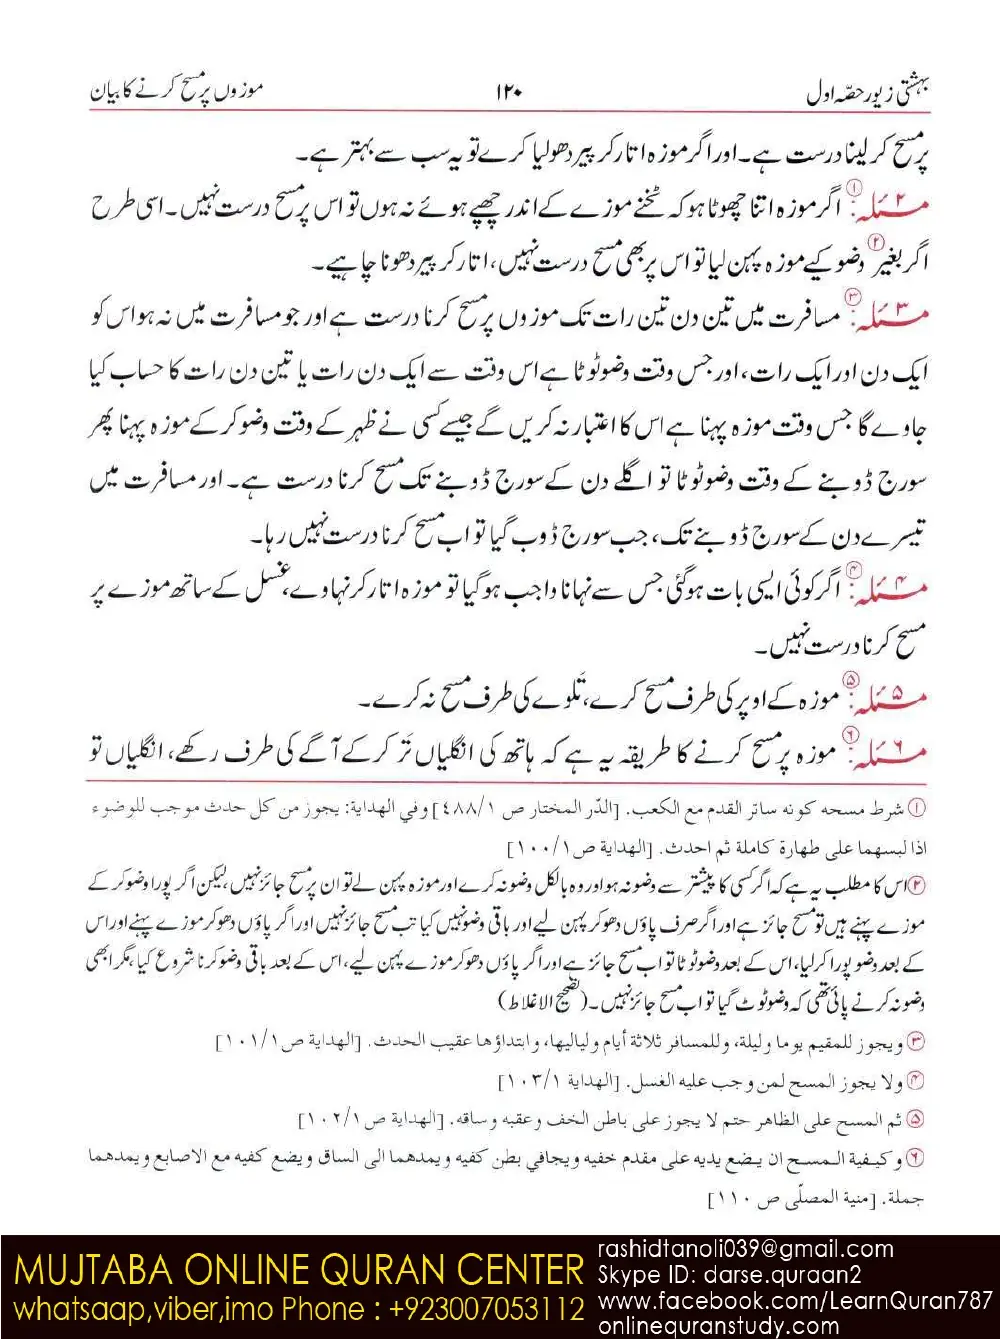 بہشتی زیور حصّہ اول ۱۲۰ موزوں پر مسح کرنے کا بیان
پر مسح کر لینا درست ہے۔ اور اگر موزہ اتار کر پیر دھو لیا کرے تو یہ سب سے بہتر ہے۔
مسئلہ ۲:① اگر موزہ اتنا چھوٹا ہو کہ ٹخنے موزے کے اندر چھپے ہوئے نہ ہوں تو اس پر مسح درست نہیں۔ اسی طرح
اگر بغیر② وضو کیے موزہ پہن لیا تو اس پر بھی مسح درست نہیں، اتار کر پیر دھونا چاہیے۔
مسئلہ ۳:③ مسافرت میں تین دن تین رات تک موزوں پر مسح کرنا درست ہے اور جو مسافرت میں نہ ہو اس کو
ایک دن اور ایک رات، اور جس وقت وضو ٹوٹا ہے اس وقت سے ایک دن رات یا تین دن رات کا حساب کیا
جاوے گا جس وقت موزہ پہنا ہے اس کا اعتبار نہ کریں گے جیسے کسی نے ظہر کے وقت وضو کر کے موزہ پہنا پھر
سورج ڈوبنے کے وقت وضو ٹوٹا تو اگلے دن کے سورج ڈوبنے تک مسح کرنا درست ہے۔ اور مسافرت میں
تیسرے دن کے سورج ڈوبنے تک، جب سورج ڈوب گیا تو اب مسح کرنا درست نہیں رہا۔
مسئلہ ۴:④ اگر کوئی ایسی بات ہو گئی جس سے نہانا واجب ہو گیا تو موزہ اتار کر نہاوے، غسل کے ساتھ موزے پر
مسح کرنا درست نہیں۔
مسئلہ ۵:⑤ موزہ کے اوپر کی طرف مسح کرے، تَلوے کی طرف مسح نہ کرے۔
مسئلہ ۶:⑥ موزہ پر مسح کرنے کا طریقہ یہ ہے کہ ہاتھ کی انگلیاں تَر کر کے آگے کی طرف رکھے، انگلیاں تو
① شرط مسحه كونه ساتر القدم مع الكعب. [الدّر المختار ص ٤٨٨/١] وفي الهداية: يجوز من كل حدث موجب للوضوء
اذا لبسهما على طهارة كاملة ثم احدث. [الهداية ص ١٠٠/١]
② اس کا مطلب یہ ہے کہ اگر کسی کا پیشتر سے وضو نہ ہو اور وہ بالکل وضو نہ کرے اور موزہ پہن لے تو ان پر مسح جائز نہیں، لیکن اگر پورا وضو کر کے
موزے پہنے ہیں تو مسح جائز ہے اور اگر صرف پاؤں دھو کر پہن لیے اور باقی وضو نہیں کیا تب مسح جائز نہیں اور اگر پاؤں دھو کر موزے پہنے اور اس
کے بعد وضو پورا کر لیا، اس کے بعد وضو ٹوٹا تو اب مسح جائز ہے اور اگر پاؤں دھو کر موزے پہن لیے، اس کے بعد باقی وضو کرنا شروع کیا، مگر ابھی
وضو نہ کرنے پائی تھی کہ وضو ٹوٹ گیا تو اب مسح جائز نہیں۔ (تصحیح الاغلاط)
③ ويجوز للمقيم يوما وليلة، وللمسافر ثلاثة أيام ولياليها، وابتداؤها عقيب الحدث. [الهداية ص ١٠١/١]
④ ولا يجوز المسح لمن وجب عليه الغسل. [الهداية ١٠٣/١]
⑤ ثم المسح على الظاهر حتم لا يجوز على باطن الخف وعقبه وساقه. [الهداية ص ١٠٢/١]
⑥ وكيفية المسح ان يضع يديه على مقدم خفيه ويجافي بطن كفيه ويمدهما الى الساق ويضع كفيه مع الاصابع ويمدهما
جملة. [منية المصلّي ص ١١٠]
MUJTABA ONLINE QURAN CENTER
whatsaap,viber,imo Phone : +923007053112
rashidtanoli039@gmail.com
Skype ID: darse.quraan2
www.facebook.com/LearnQuran787
onlinequranstudy.com